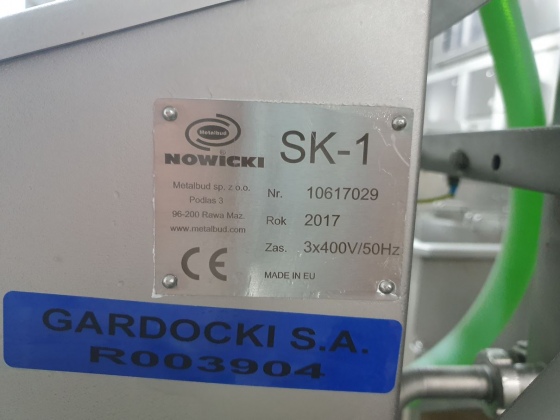 Metalbud
NOWICKI
SK-1
Metalbud sp. z o.o.
Podlas 3
96-200 Rawa Maz.
www.metalbud.com
Nr. 10617029
Rok 2017
Zas. 3x400V/50Hz
CE
MADE IN EU
GARDOCKI S.A.
R003904